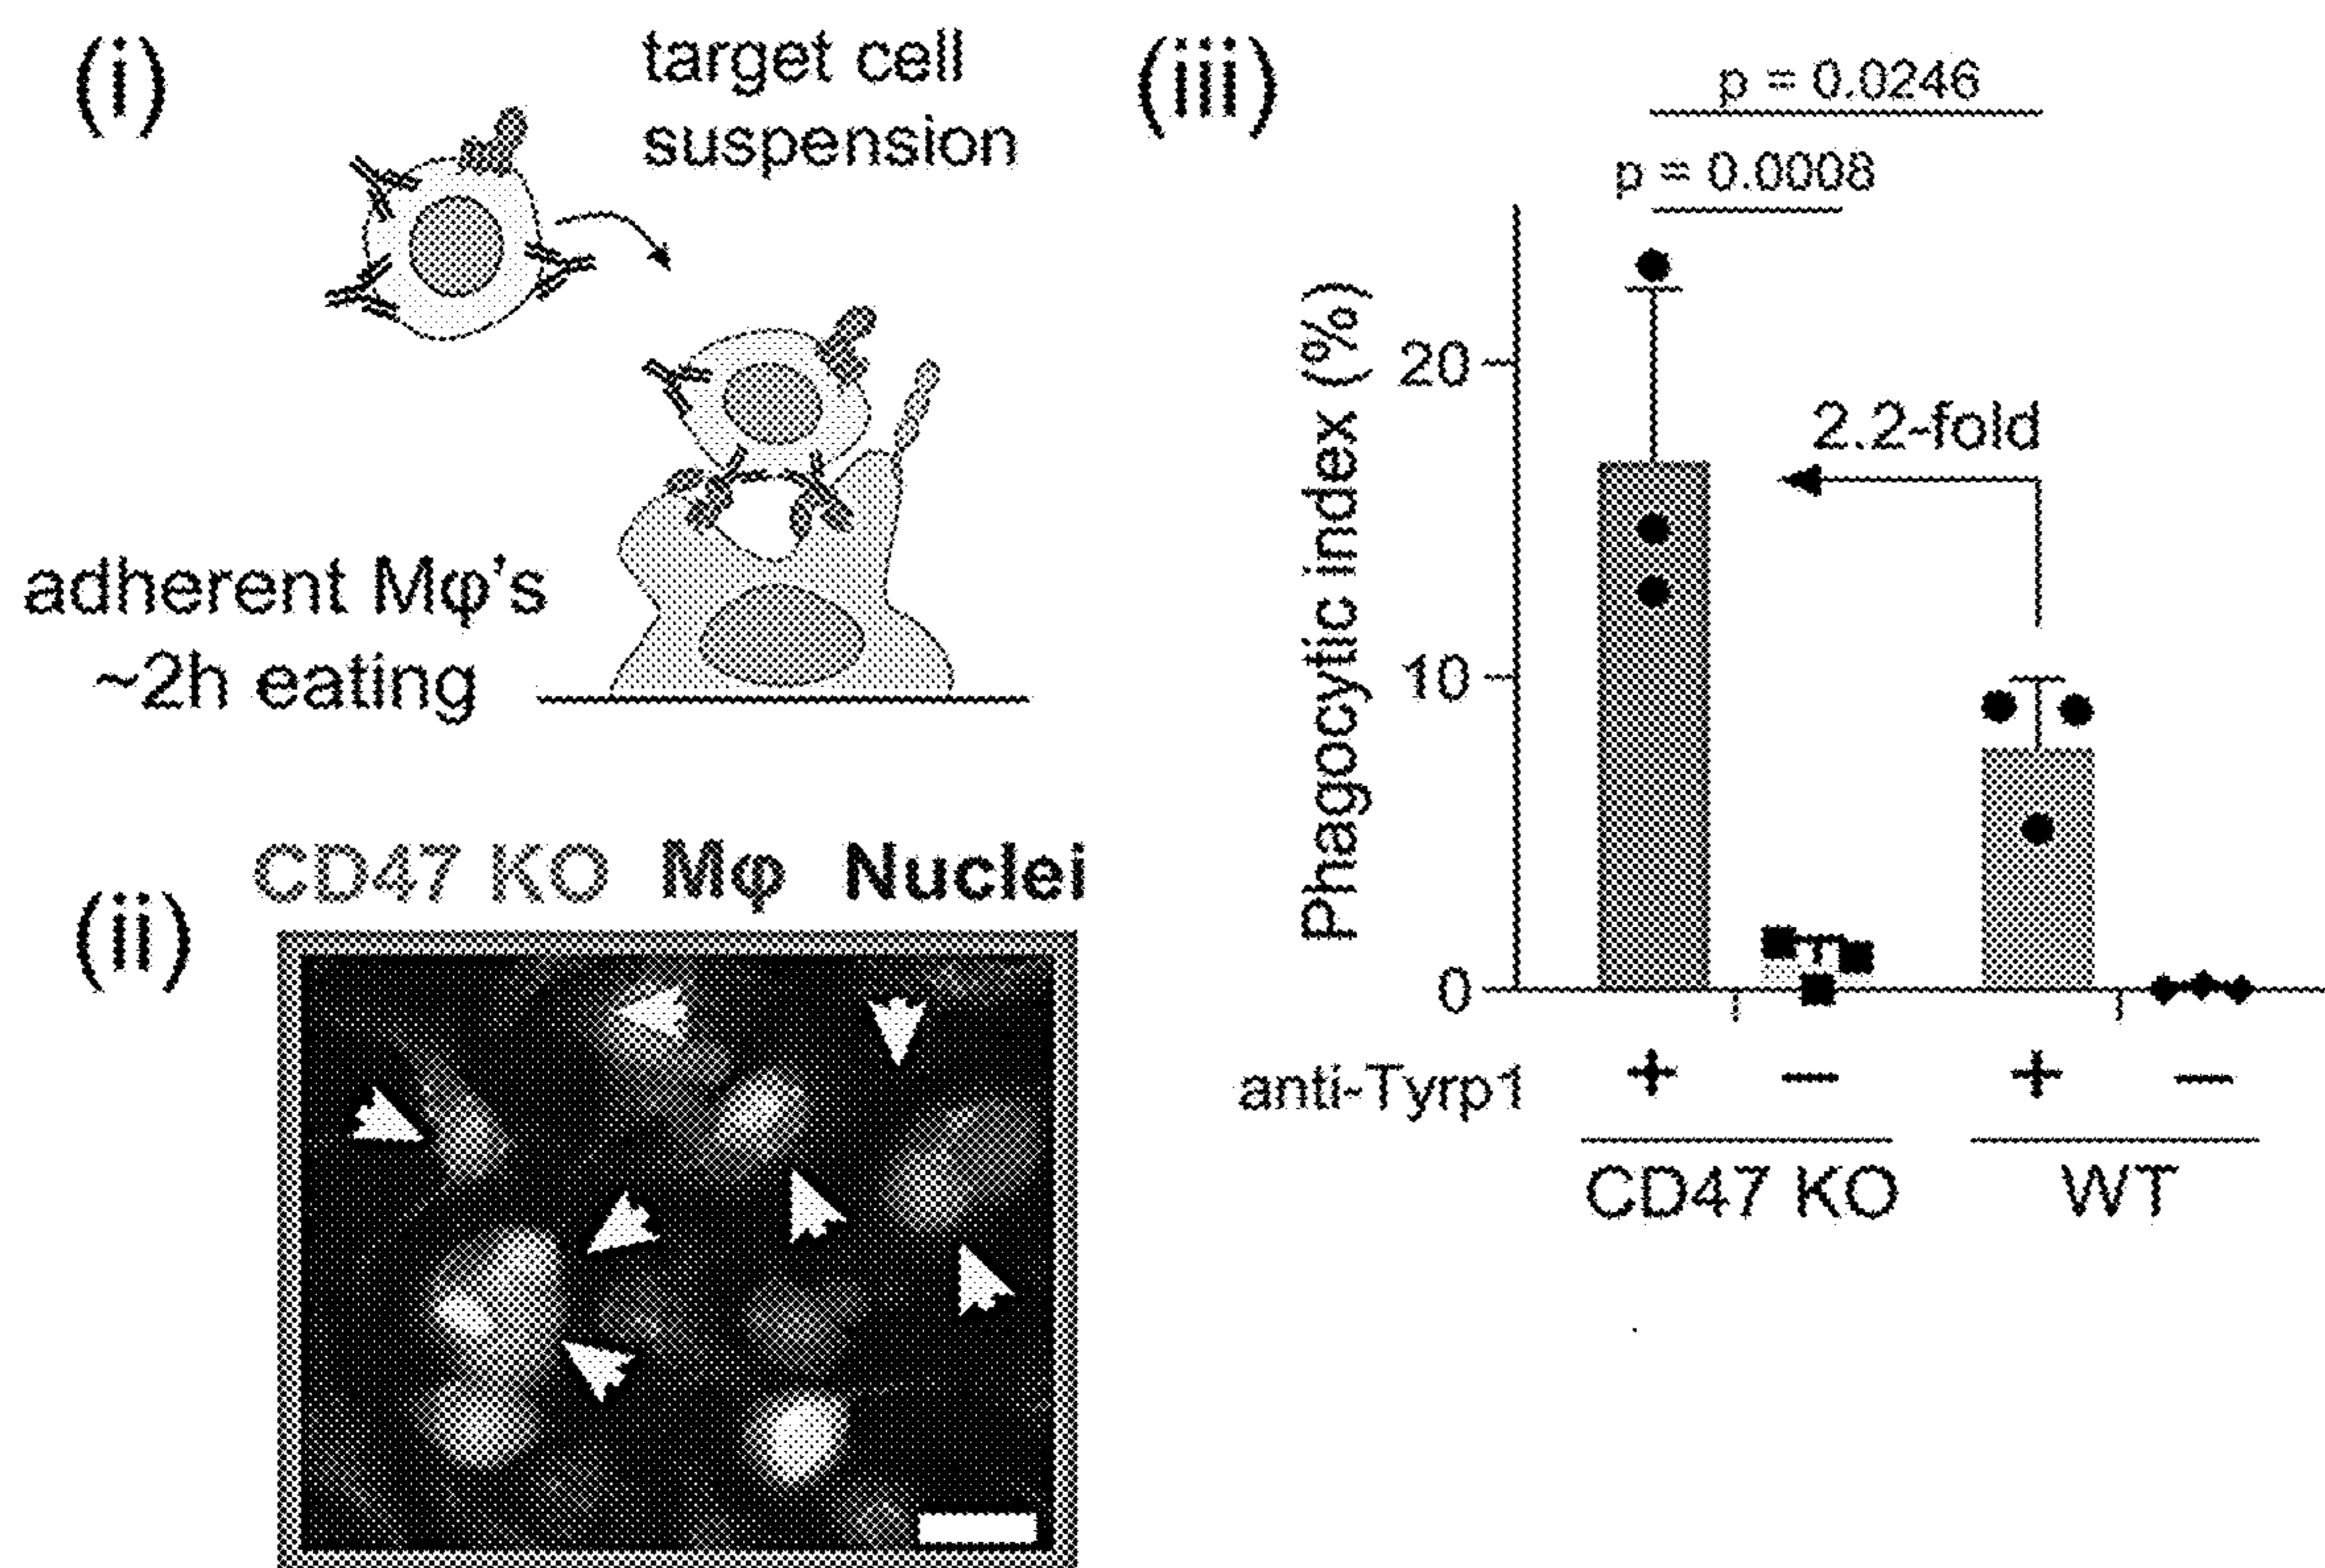 (i)
target cell
suspension
adherent Mφ's
~2h eating
(ii)
CD47 KO Mφ Nuclei
(iii)
p = 0.0246
p = 0.0008
Phagocytic index (%)
20
10
0
2.2-fold
anti-Tyrp1 + – + –
CD47 KO WT